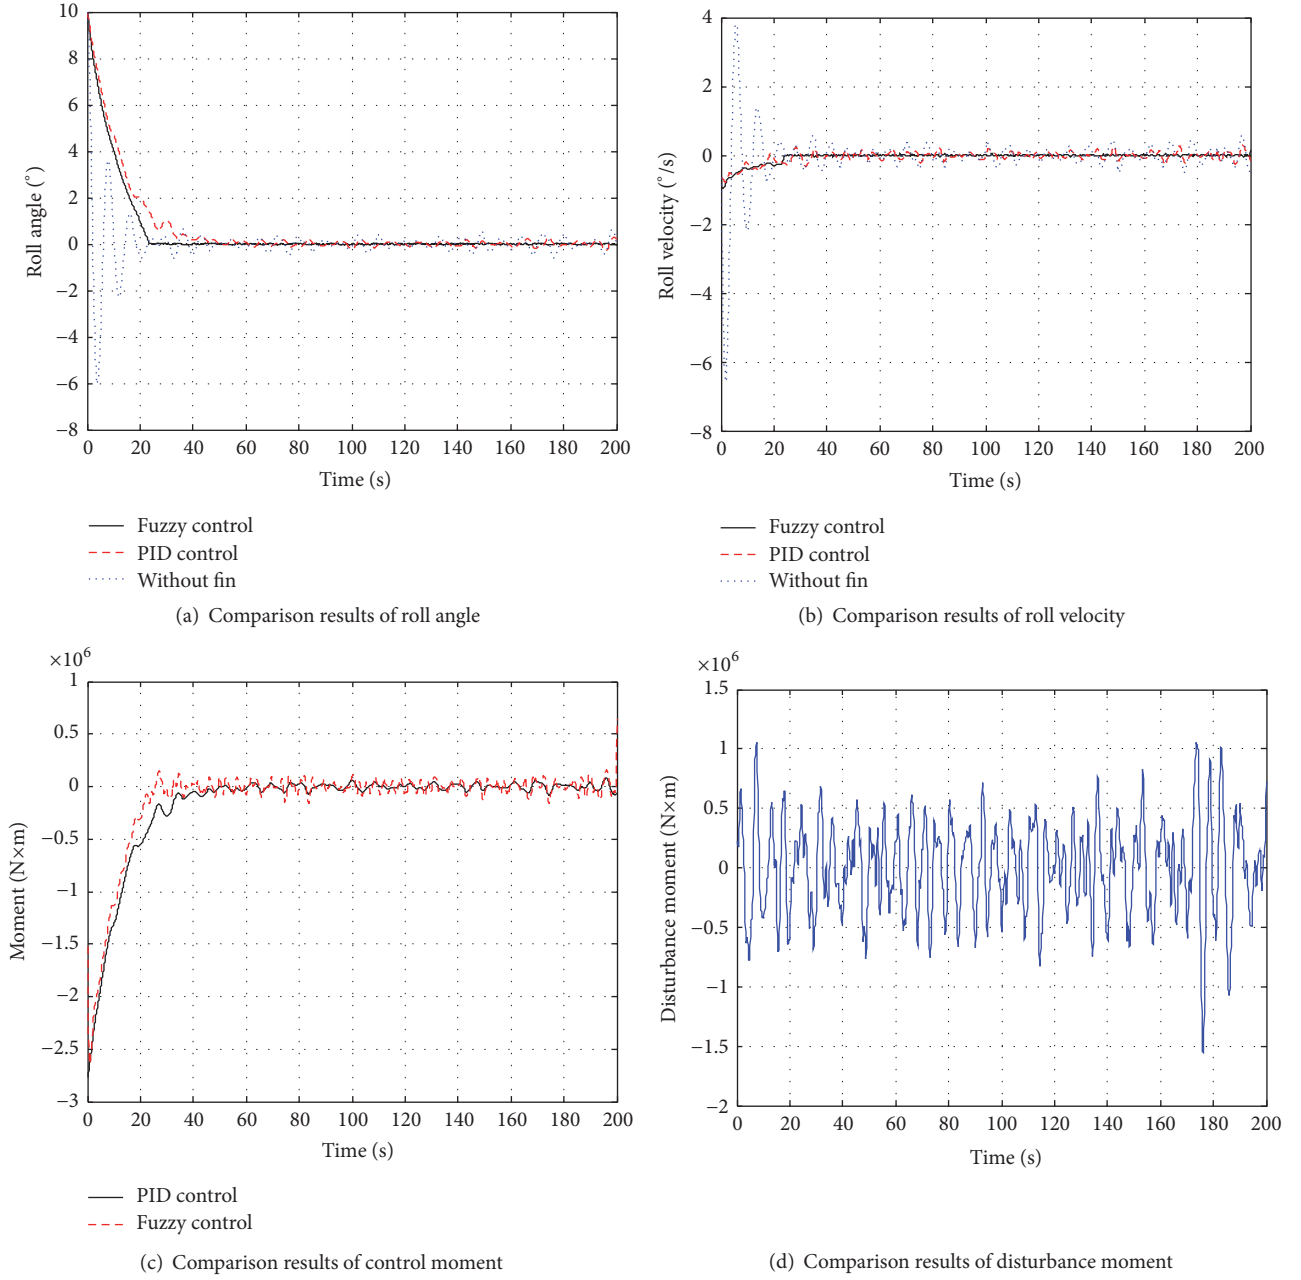 10
8
6
4
2
0
−2
−4
−6
−8
Roll angle (°)
0 20 40 60 80 100 120 140 160 180 200
Time (s)
Fuzzy control
PID control
Without fin
(a) Comparison results of roll angle
4
2
0
−2
−4
−6
−8
Roll velocity (°/s)
0 20 40 60 80 100 120 140 160 180 200
Time (s)
Fuzzy control
PID control
Without fin
(b) Comparison results of roll velocity
×10⁶
1
0.5
0
−0.5
−1
−1.5
−2
−2.5
−3
Moment (N×m)
0 20 40 60 80 100 120 140 160 180 200
Time (s)
PID control
Fuzzy control
(c) Comparison results of control moment
×10⁶
1.5
1
0.5
0
−0.5
−1
−1.5
−2
Disturbance moment (N×m)
0 20 40 60 80 100 120 140 160 180 200
Time (s)
(d) Comparison results of disturbance moment